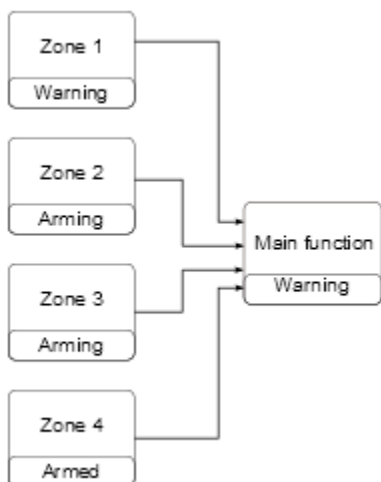 Zone 1
Warning
Zone 2
Arming
Main function
Warning
Zone 3
Arming
Zone 4
Armed